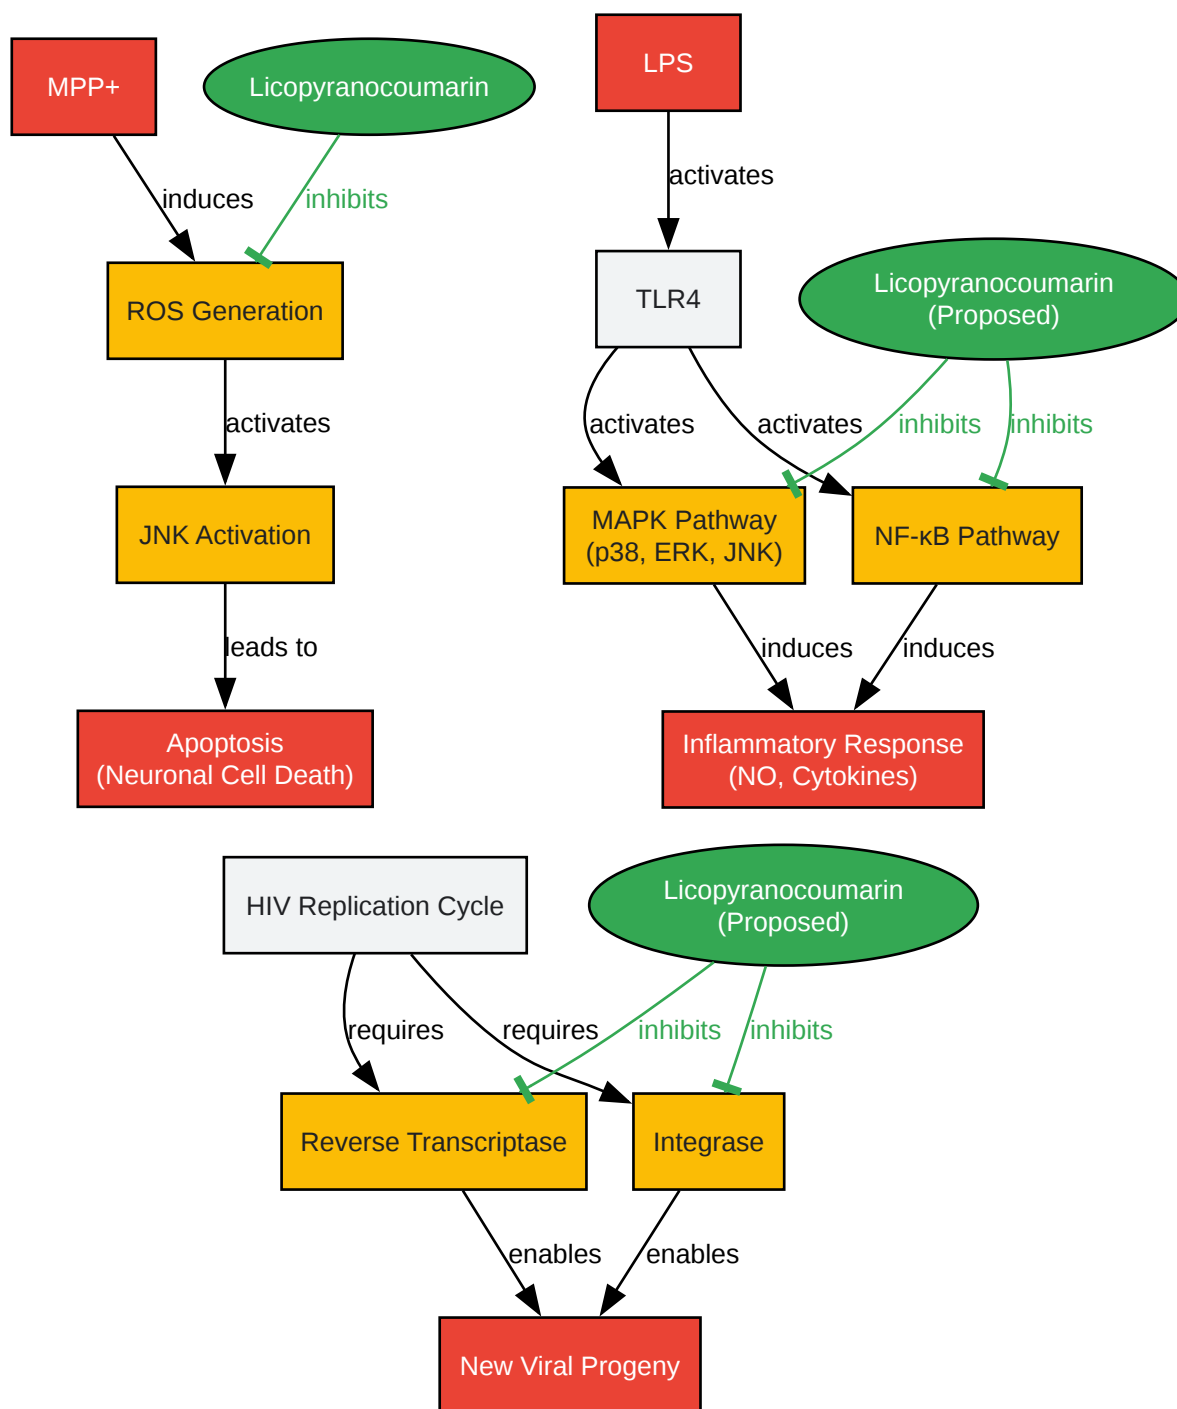 MPP+
Licopyranocoumarin
induces
inhibits
ROS Generation
activates
JNK Activation
leads to
Apoptosis
(Neuronal Cell Death)
LPS
activates
TLR4
Licopyranocoumarin
(Proposed)
activates
activates
inhibits
inhibits
MAPK Pathway
(p38, ERK, JNK)
NF-κB Pathway
induces
induces
Inflammatory Response
(NO, Cytokines)
HIV Replication Cycle
Licopyranocoumarin
(Proposed)
requires
requires
inhibits
inhibits
Reverse Transcriptase
Integrase
enables
enables
New Viral Progeny